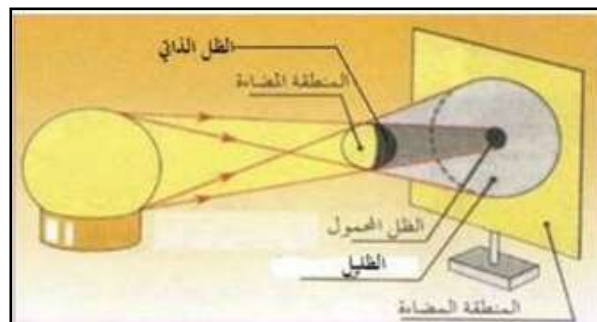 الظل الذاتي
المنطقة المضاءة
الظل المحمول
الظليل
المنطقة المضاءة